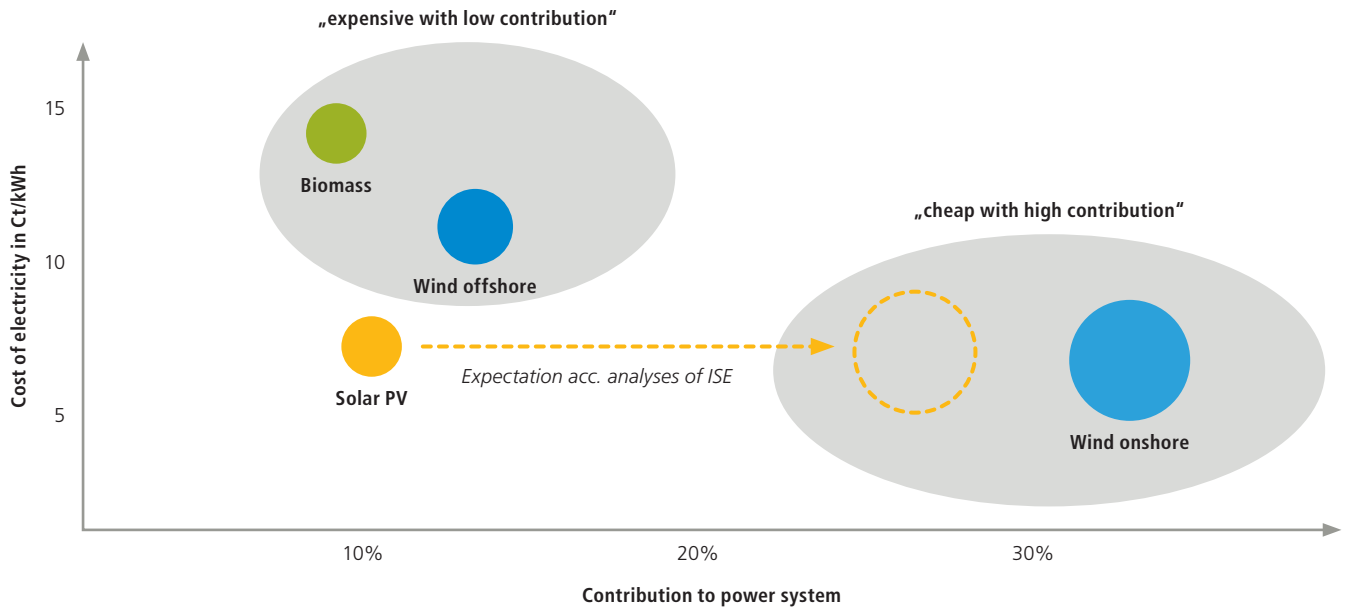 „expensive with low contribution“
15
Biomass
„cheap with high contribution“
Cost of electricity in Ct/kWh
10
Wind offshore
Expectation acc. analyses of ISE
Solar PV
5
Wind onshore
10%
20%
30%
Contribution to power system